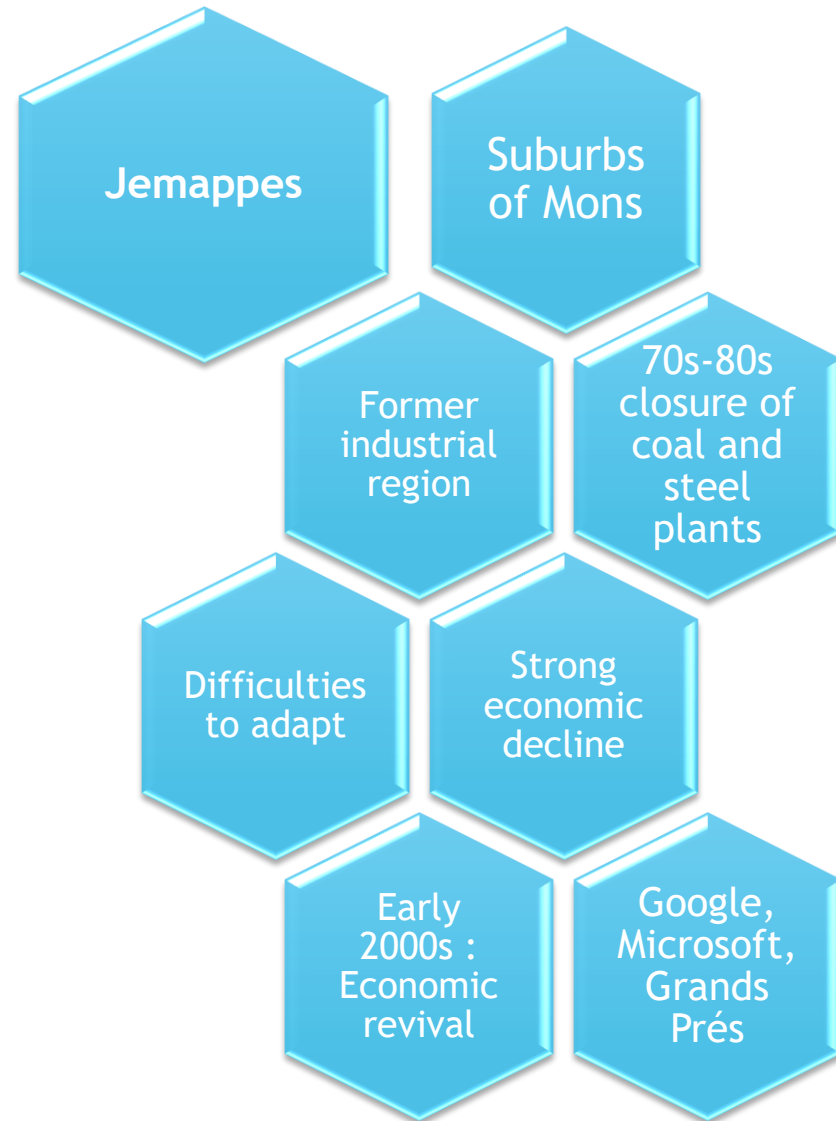 Jemappes
Suburbs
of Mons
Former
industrial
region
70s-80s
closure of
coal and
steel
plants
Difficulties
to adapt
Strong
economic
decline
Early
2000s :
Economic
revival
Google,
Microsoft,
Grands
Prés